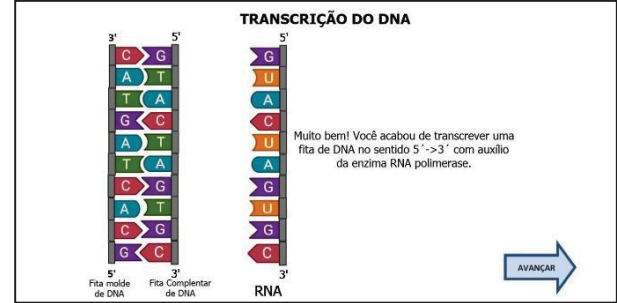 TRANSCRIÇÃO DO DNA
3' 5' 5'
C G G
A T U
T A A
G C C
A T U
T A A
C G G
A T U
C G G
G C C
Muito bem! Você acabou de transcrever uma
fita de DNA no sentido 5´->3´ com auxílio
da enzima RNA polimerase.
5' 3' 3'
Fita molde
de DNA
Fita Complentar
de DNA
RNA
AVANÇAR